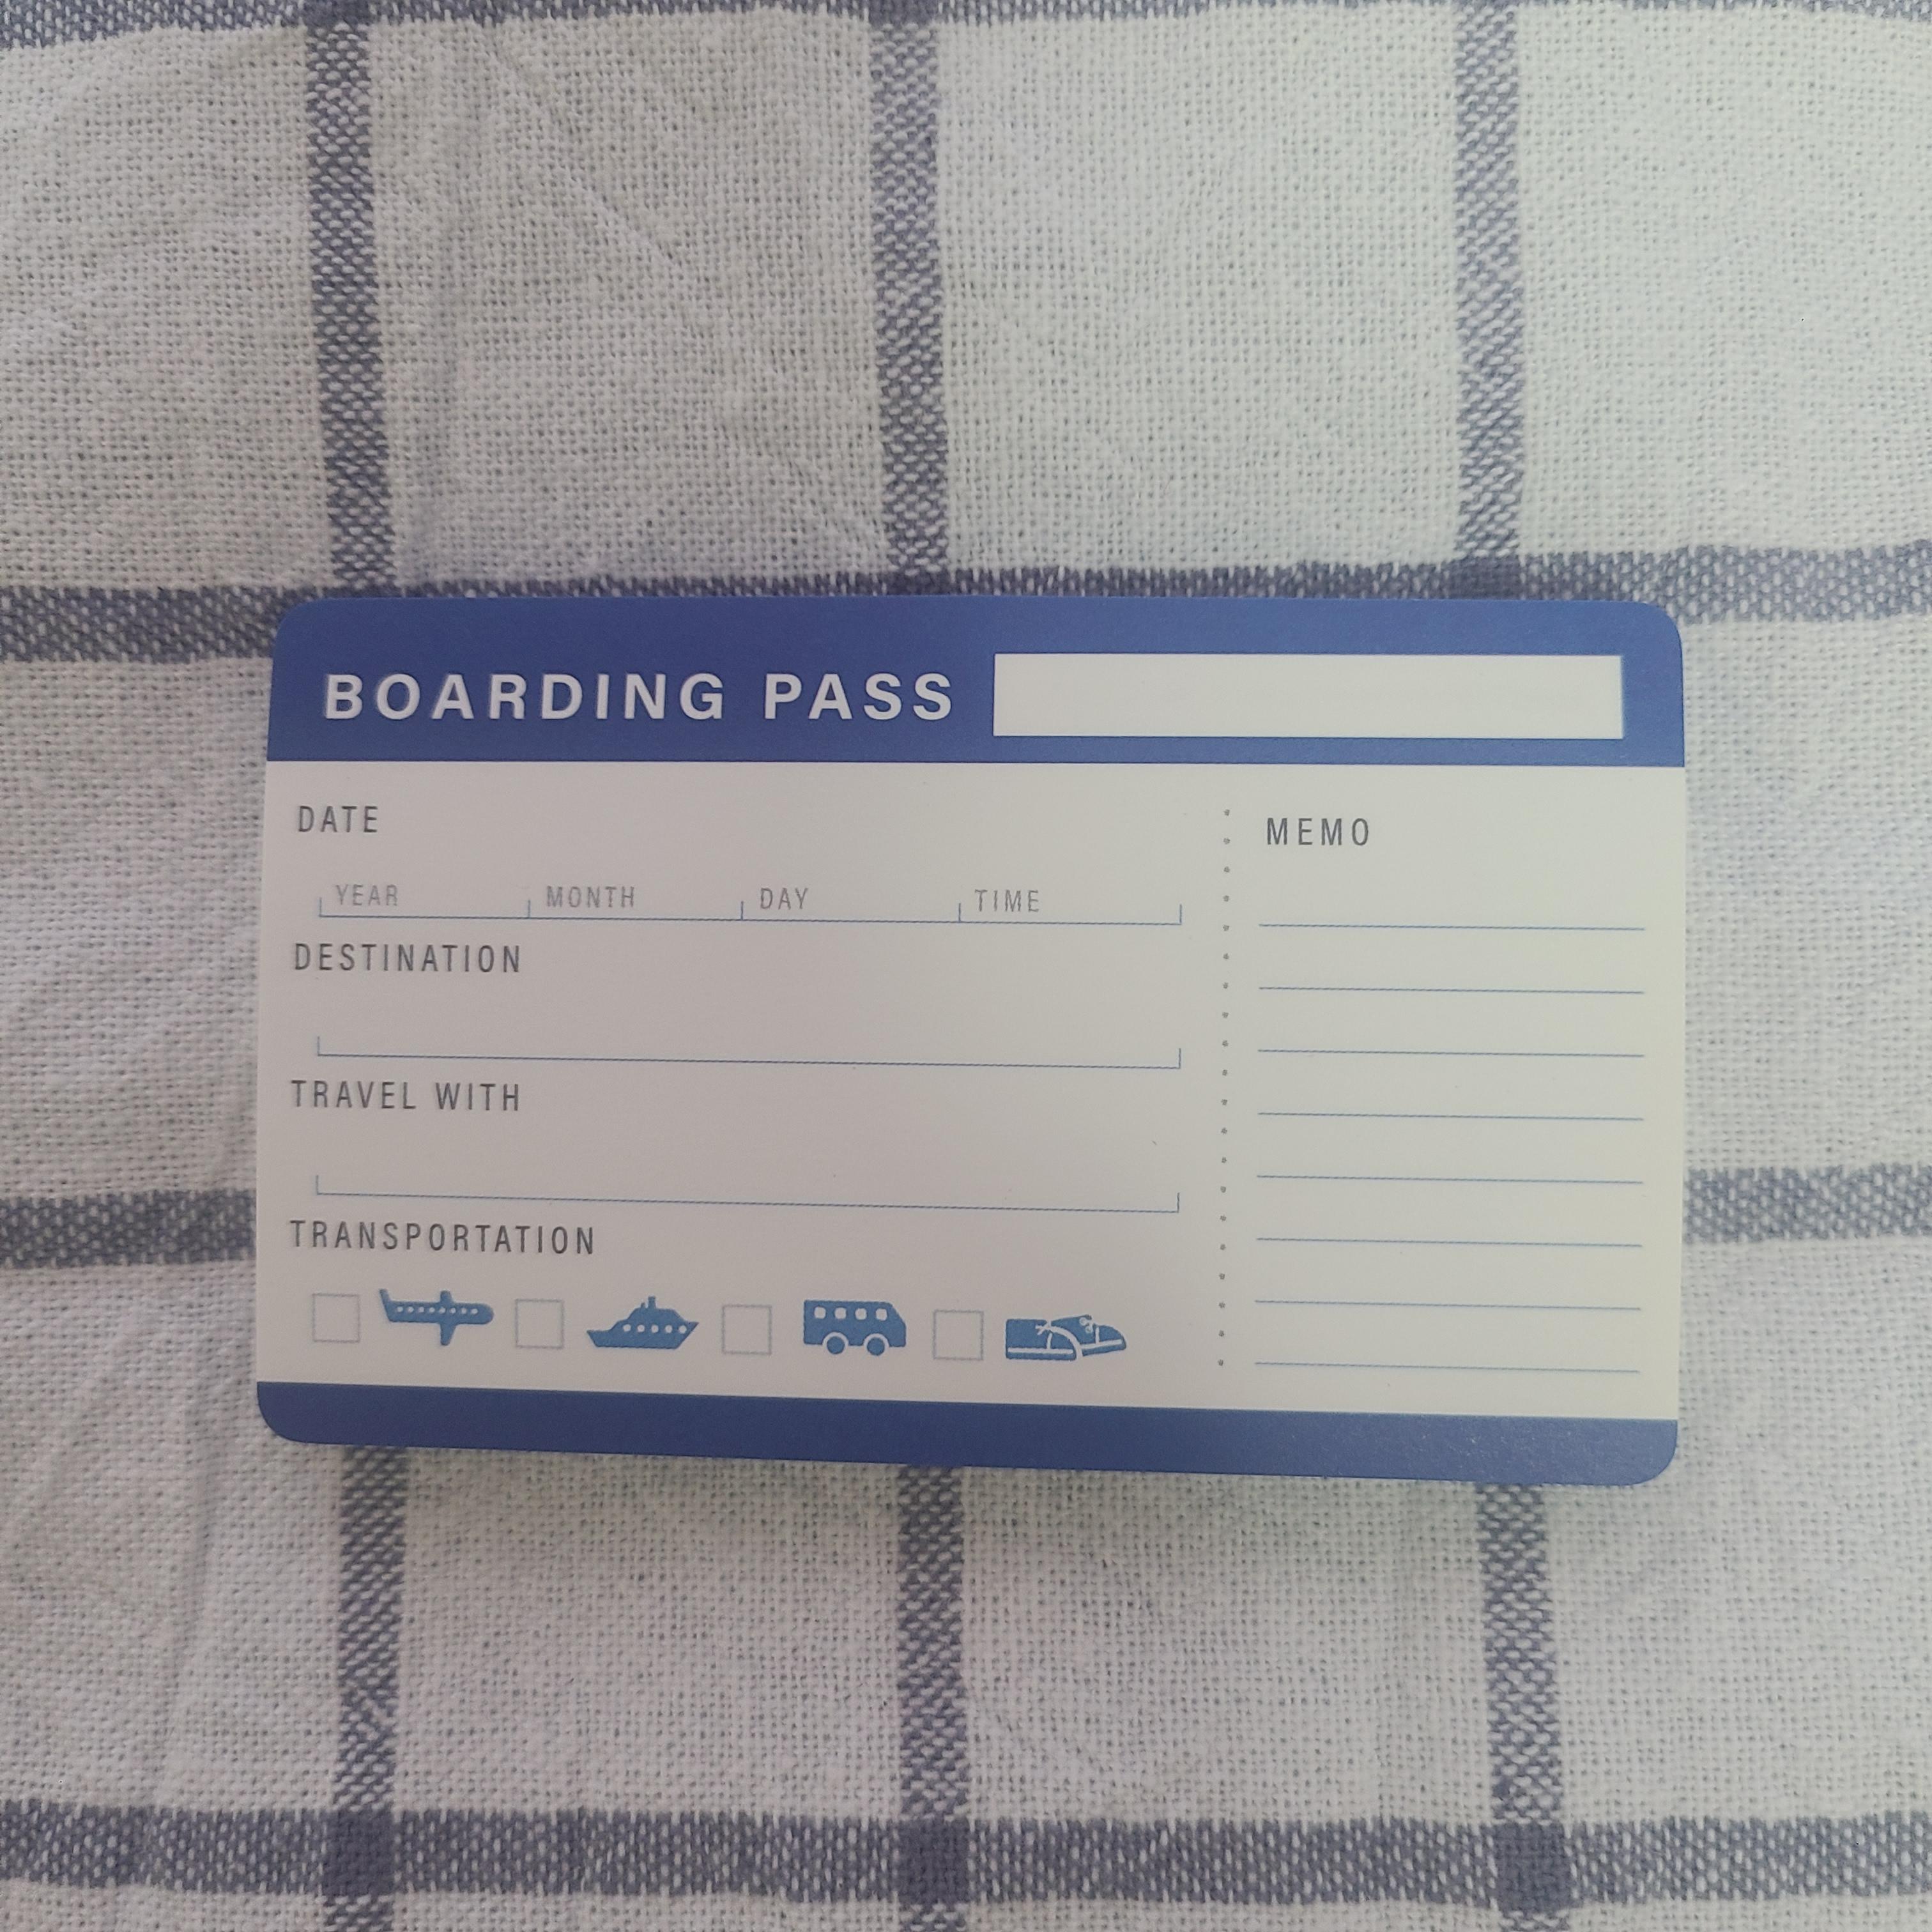 BOARDING PASS
DATE
YEAR MONTH DAY TIME
DESTINATION
TRAVEL WITH
TRANSPORTATION
MEMO